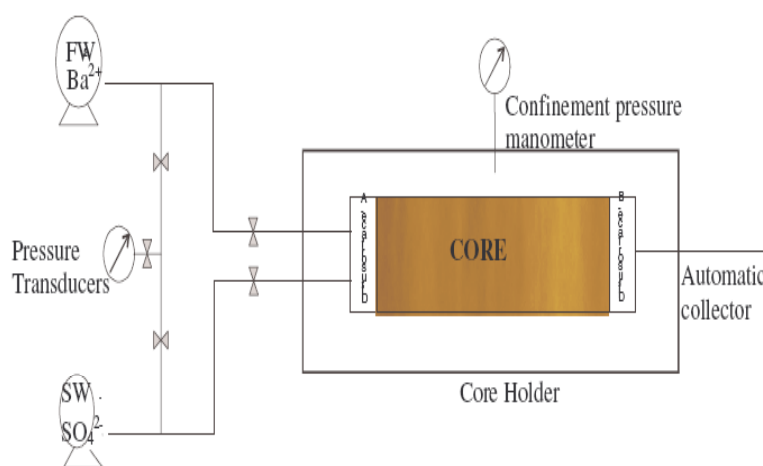 FW
Ba2+
Confinement pressure
manometer
CORE
Pressure
Transducers
Automatic
collector
Core Holder
SW
SO42-